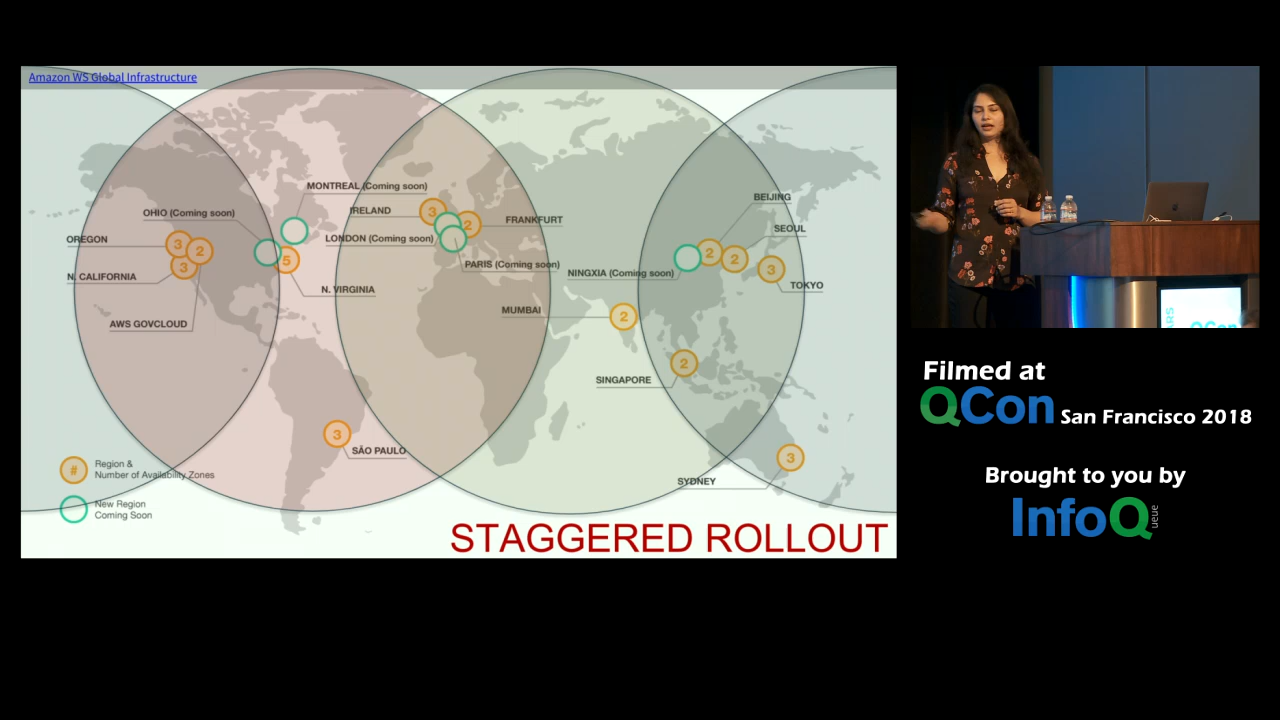 Amazon WS Global Infrastructure
MONTREAL (Coming soon)
OHIO (Coming soon)
IRELAND
3
2
FRANKFURT
BEIJING
SEOUL
OREGON
3
2
LONDON (Coming soon)
5
PARIS (Coming soon)
NINGXIA (Coming soon)
2
2
3
N. CALIFORNIA
3
N. VIRGINIA
TOKYO
AWS GOVCLOUD
MUMBAI
2
SINGAPORE
2
3
SÃO PAULO
SYDNEY
3
#
Region &
Number of Availability Zones
New Region
Coming Soon
STAGGERED ROLLOUT
QCon
Filmed at
QCon San Francisco 2018
Brought to you by
InfoQueue